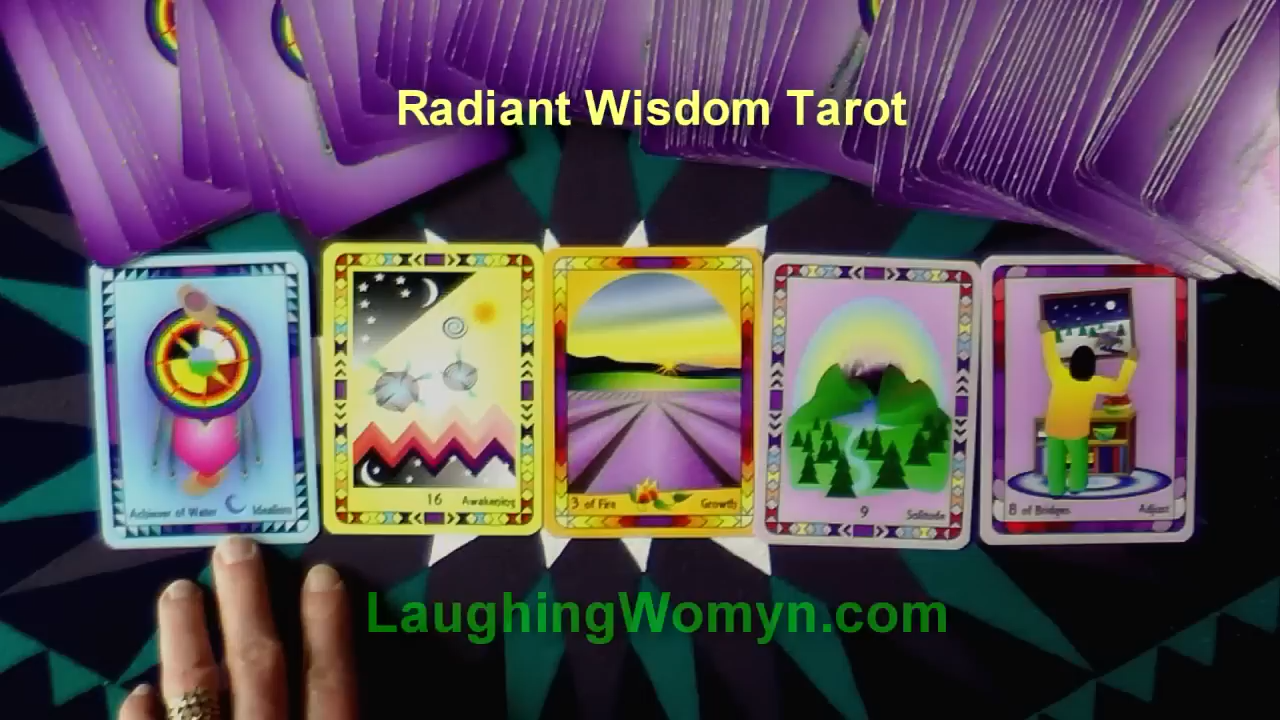 Radiant Wisdom Tarot
Achiever of Water Idealism
16 Awakening
3 of Fire Growth
9 Solitude
8 of Bridges Adjust
LaughingWomyn.com